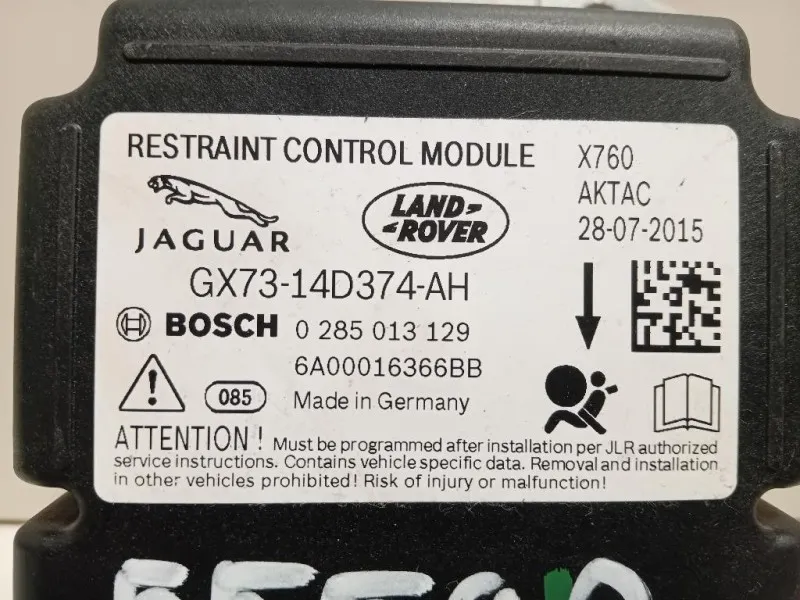 RESTRAINT CONTROL MODULE
X760
AKTAC
28-07-2015
JAGUAR
LAND-
-ROVER
GX73-14D374-AH
BOSCH 0 285 013 129
6A00016366BB
085 Made in Germany
ATTENTION! Must be programmed after installation per JLR authorized
service instructions. Contains vehicle specific data. Removal and installation
in other vehicles prohibited! Risk of injury or malfunction!